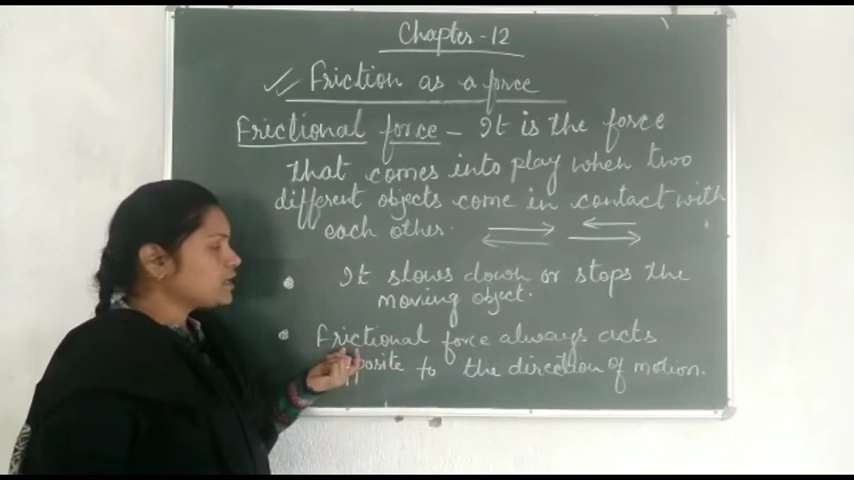 Chapter - 12
Friction as a force
Frictional force - It is the force
that comes into play when two
different objects come in contact with
each other.
It slows down or stops the
moving object.
Frictional force always acts
opposite to the direction of motion.